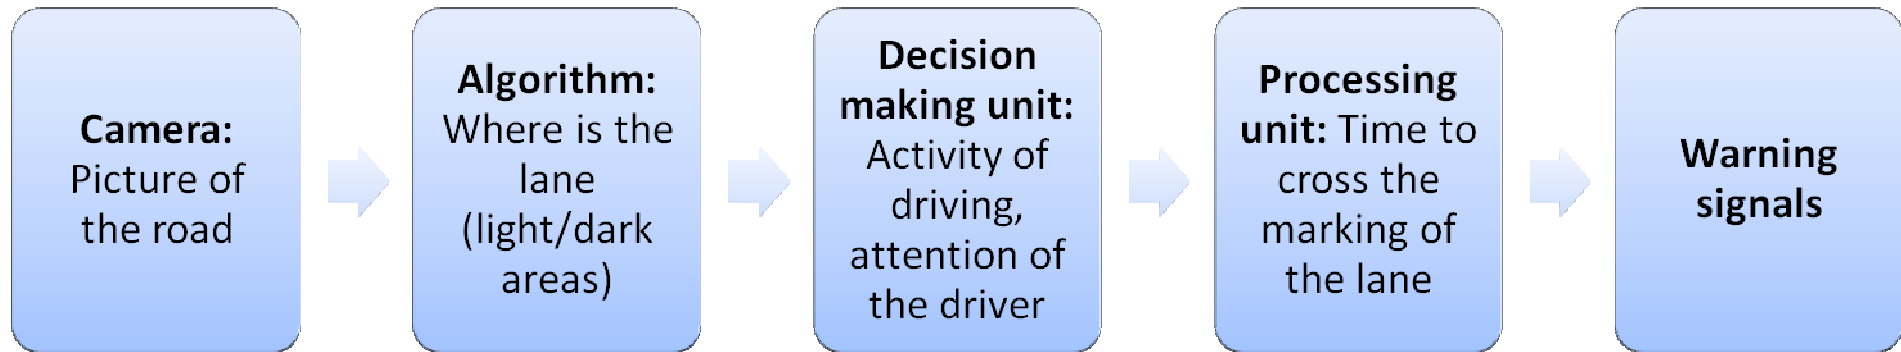 Camera:
Picture of
the road
Algorithm:
Where is the
lane
(light/dark
areas)
Decision
making unit:
Activity of
driving,
attention of
the driver
Processing
unit: Time to
cross the
marking of
the lane
Warning
signals